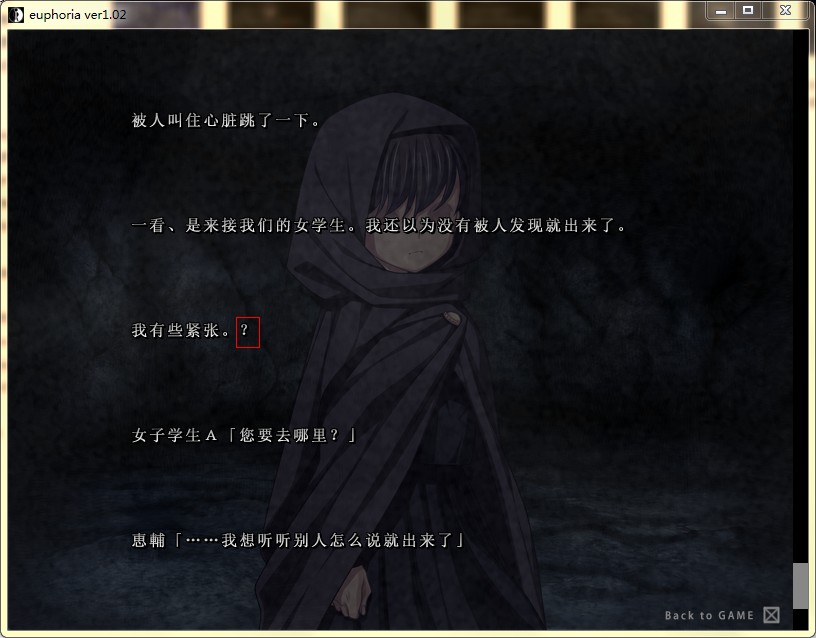 euphoria ver1.02
被人叫住心脏跳了一下。
一看、是来接我们的女学生。我还以为没有被人发现就出来了。
我有些紧张。？
女子学生Ａ「您要去哪里？」
惠輔「……我想听听别人怎么说就出来了」
Back to GAME